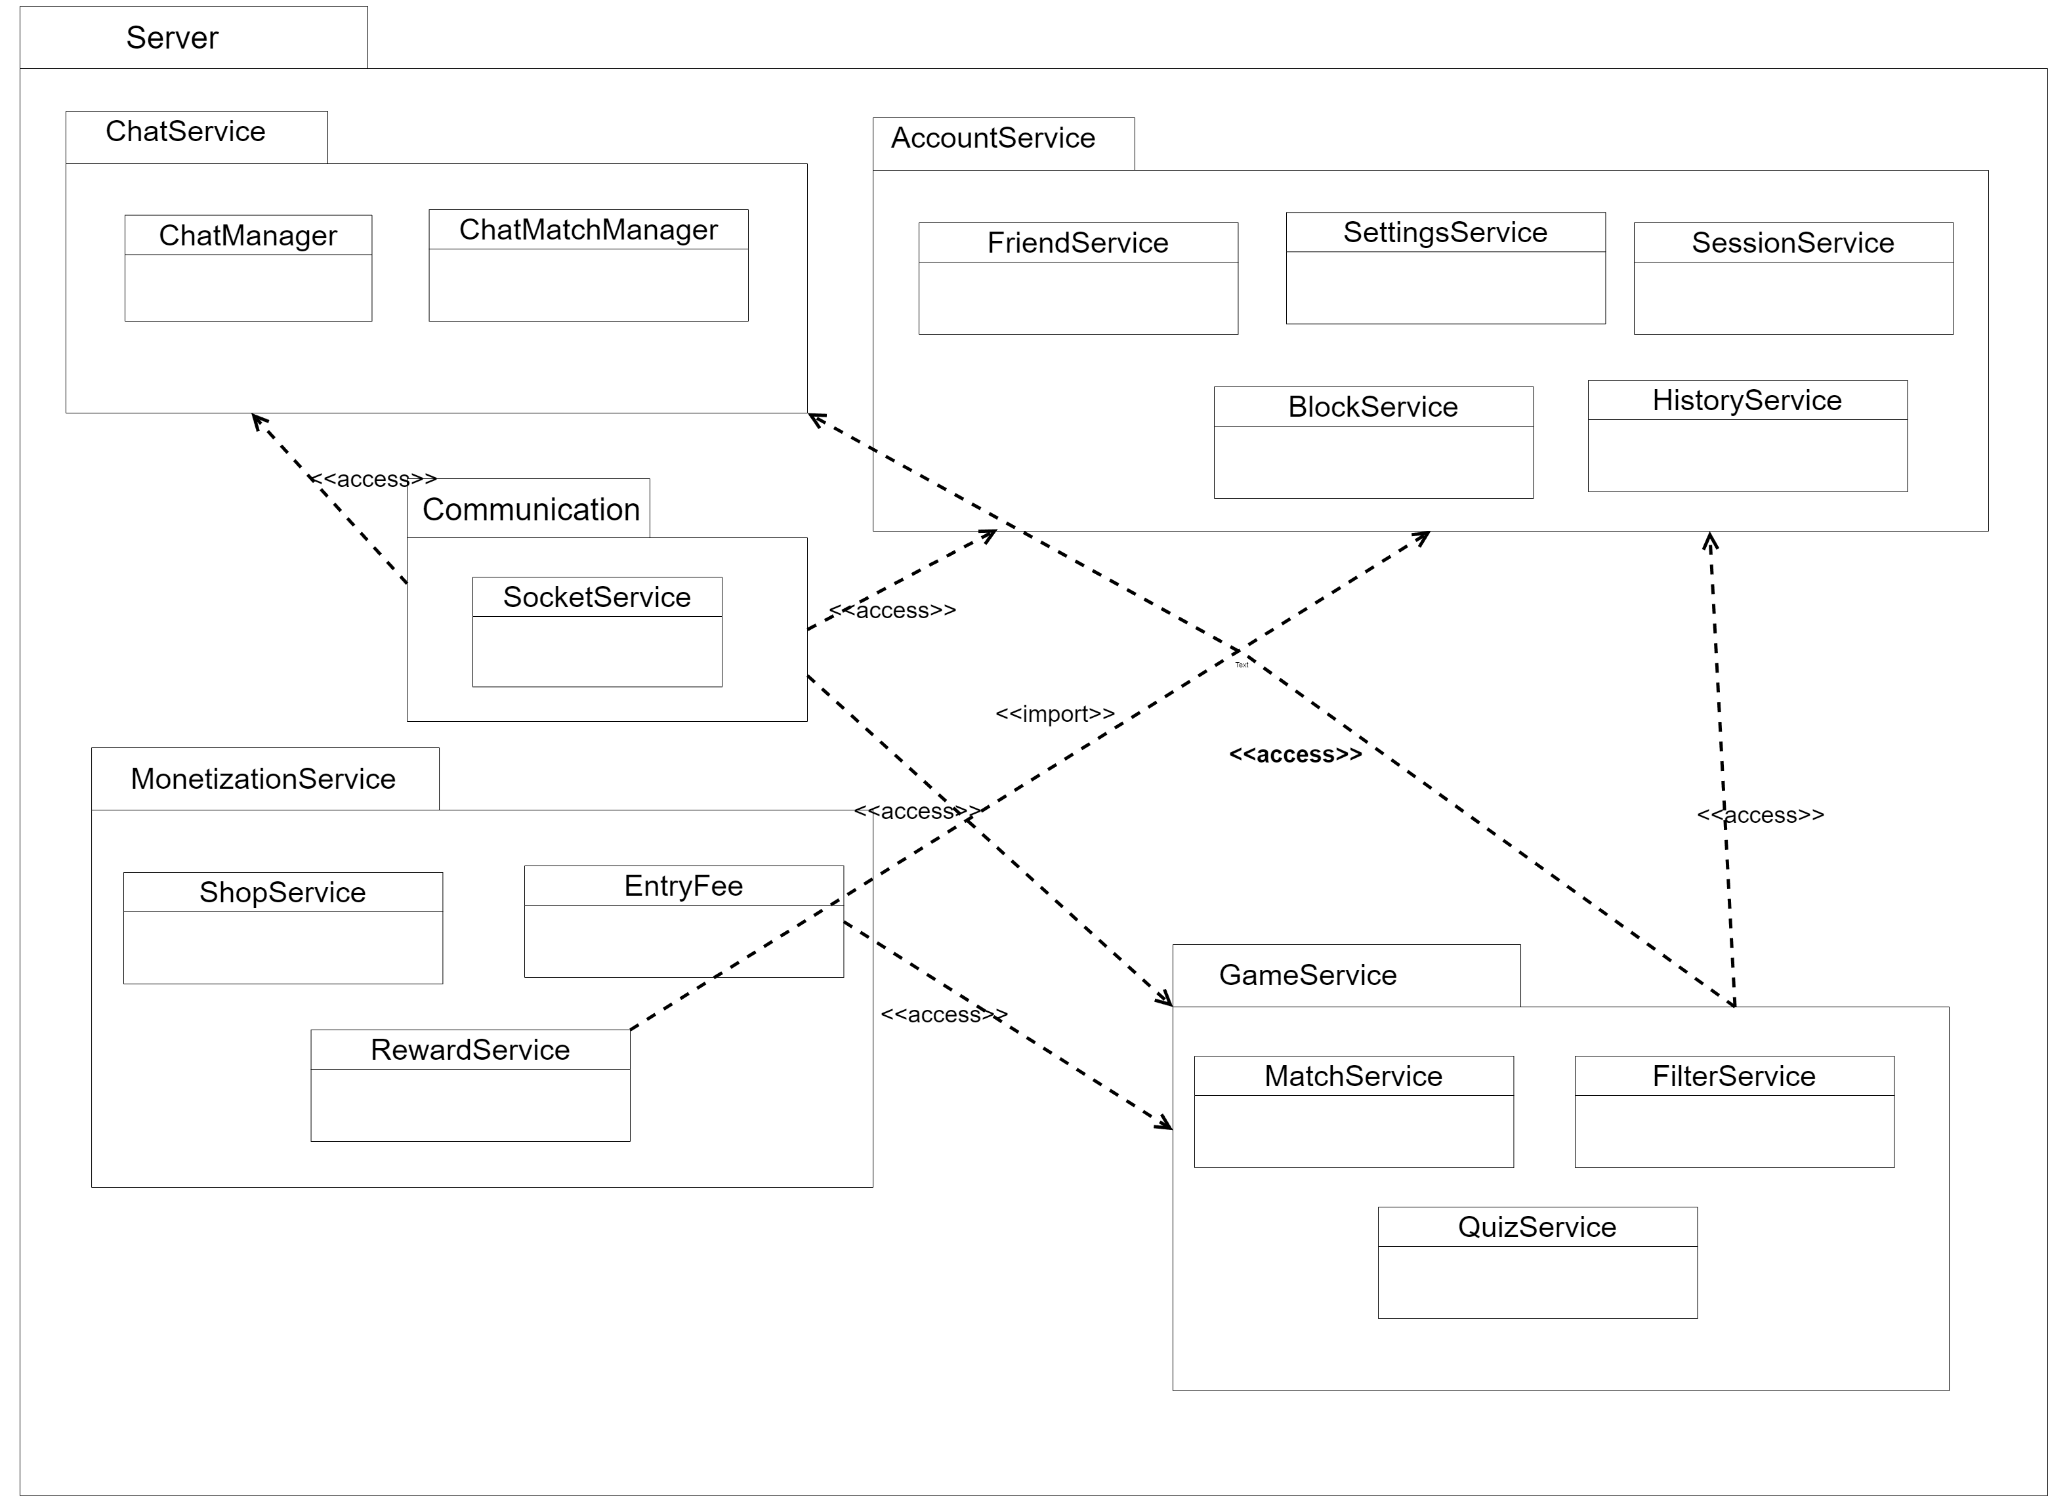 Server
ChatService
AccountService
ChatManager
ChatMatchManager
FriendService
SettingsService
SessionService
BlockService
HistoryService
<<access>>
Communication
SocketService
<<access>>
Text
<<import>>
<<access>>
MonetizationService
<<access>>
<<access>>
ShopService
EntryFee
GameService
<<access>>
RewardService
MatchService
FilterService
QuizService